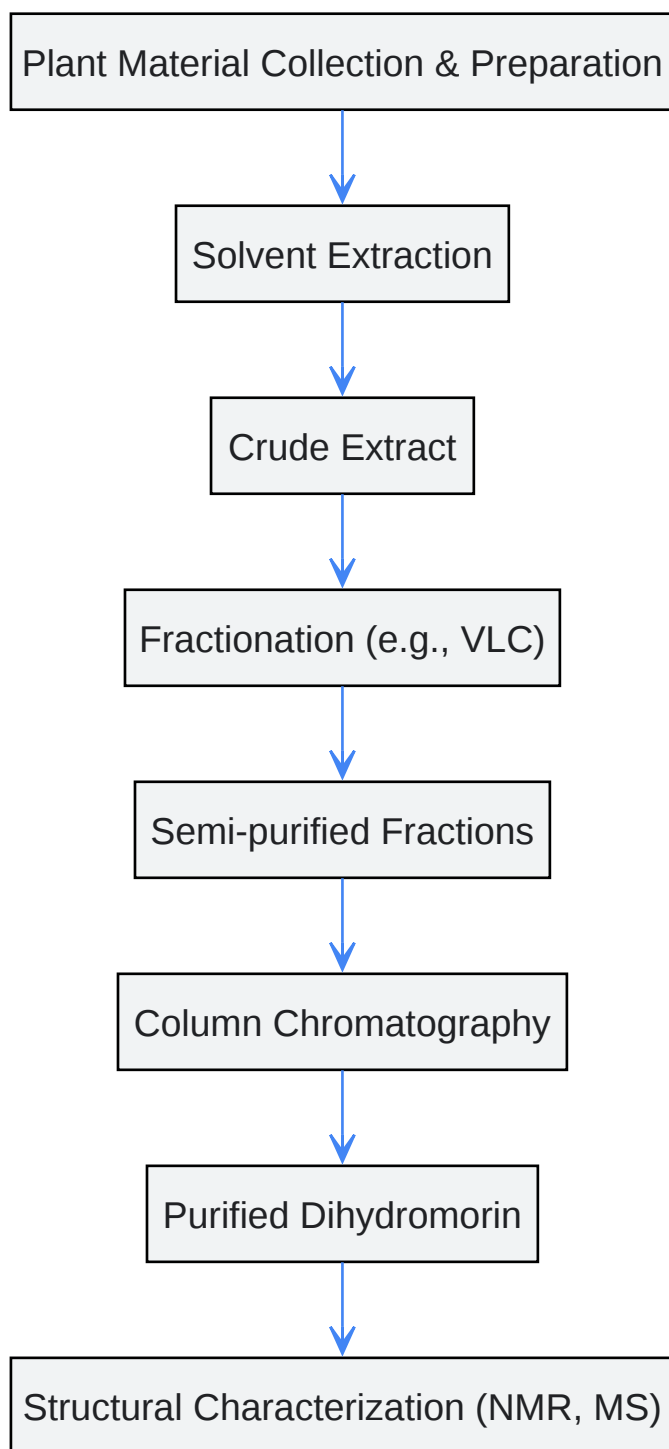 Plant Material Collection & Preparation
Solvent Extraction
Crude Extract
Fractionation (e.g., VLC)
Semi-purified Fractions
Column Chromatography
Purified Dihydromorin
Structural Characterization (NMR, MS)